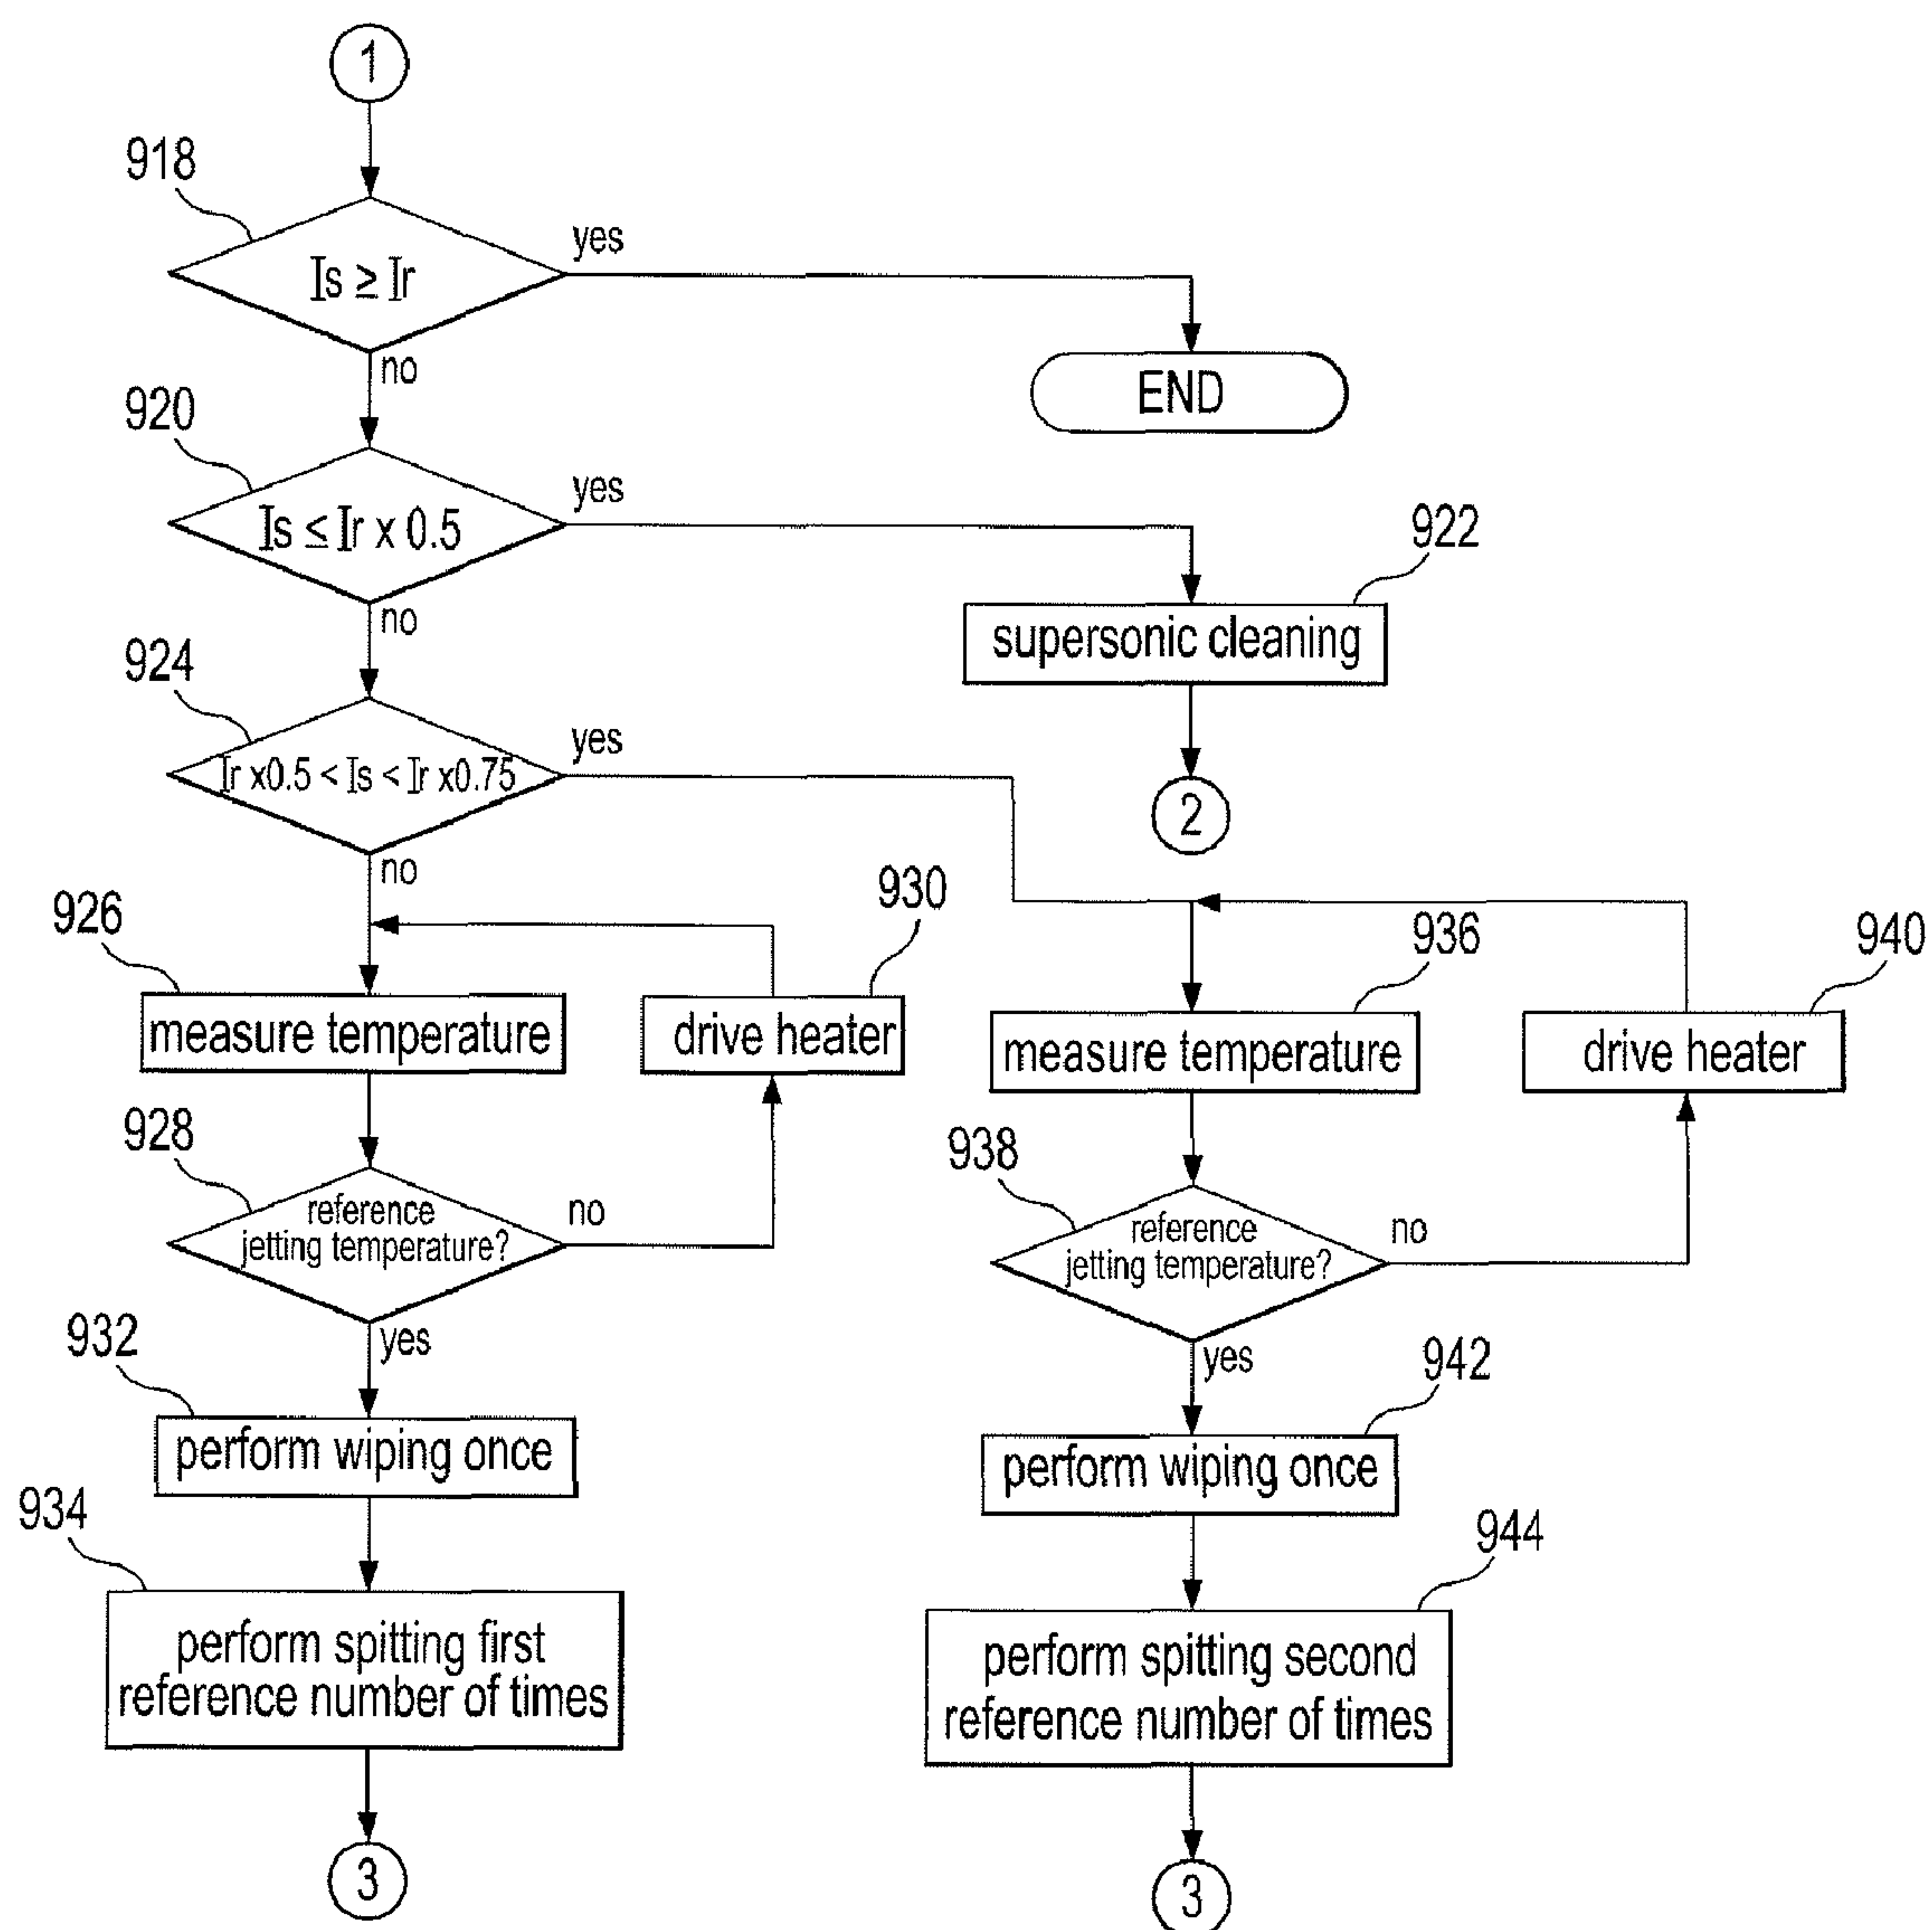 1
918
Is ≥ Ir
yes
no
END
920
Is ≤ Ir x 0.5
yes
no
922
supersonic cleaning
2
924
Ir x0.5 < Is < Ir x0.75
yes
no
926
measure temperature
930
drive heater
936
measure temperature
940
drive heater
928
reference
jetting temperature?
no
yes
938
reference
jetting temperature?
no
yes
932
perform wiping once
942
perform wiping once
934
perform spitting first
reference number of times
944
perform spitting second
reference number of times
3
3